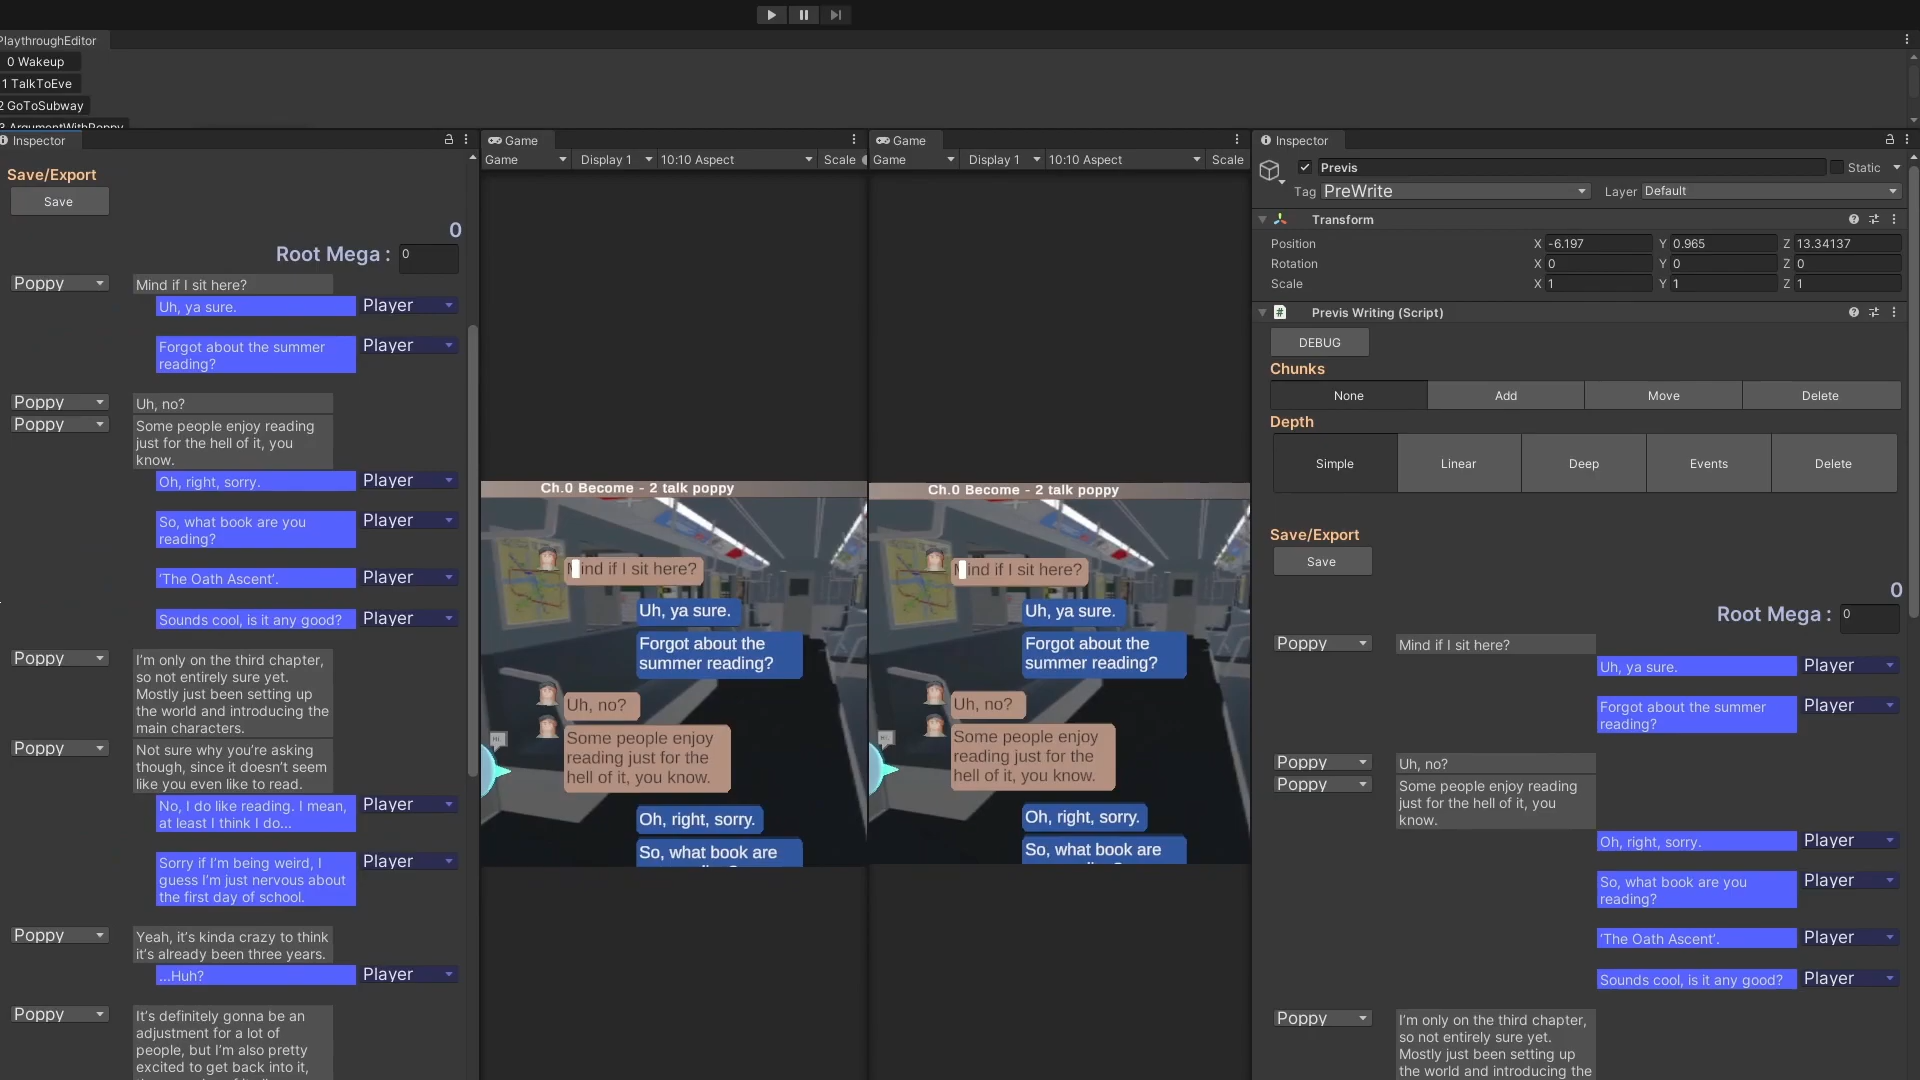 PlaythroughEditor
0 Wakeup
1 TalkToEve
2 GoToSubway
3 ArgumentWithPoppy
Inspector
Save/Export
Save
0
Root Mega : 0
Poppy
Mind if I sit here?
Uh, ya sure.
Player
Forgot about the summer
reading?
Player
Poppy
Uh, no?
Poppy
Some people enjoy reading
just for the hell of it, you
know.
Oh, right, sorry.
Player
So, what book are you
reading?
Player
‘The Oath Ascent’.
Player
Sounds cool, is it any good?
Player
Poppy
I’m only on the third chapter,
so not entirely sure yet.
Mostly just been setting up
the world and introducing the
main characters.
Poppy
Not sure why you’re asking
though, since it doesn’t seem
like you even like to read.
No, I do like reading. I mean,
at least I think I do...
Player
Sorry if I’m being weird, I
guess I’m just nervous about
the first day of school.
Player
Poppy
Yeah, it’s kinda crazy to think
it’s already been three years.
...Huh?
Player
Poppy
It’s definitely gonna be an
adjustment for a lot of
people, but I’m also pretty
excited to get back into it,
Game
Game
Display 1
10:10 Aspect
Scale
Ch.0 Become - 2 talk poppy
Mind if I sit here?
Uh, ya sure.
Forgot about the
summer reading?
Uh, no?
Some people enjoy
reading just for the
hell of it, you know.
Oh, right, sorry.
So, what book are
Game
Game
Display 1
10:10 Aspect
Scale
Ch.0 Become - 2 talk poppy
Mind if I sit here?
Uh, ya sure.
Forgot about the
summer reading?
Uh, no?
Some people enjoy
reading just for the
hell of it, you know.
Oh, right, sorry.
So, what book are
Inspector
Previs
Static
Tag PreWrite
Layer Default
Transform
Position X -6.197 Y 0.965 Z 13.34137
Rotation X 0 Y 0 Z 0
Scale X 1 Y 1 Z 1
# Previs Writing (Script)
DEBUG
Chunks
None Add Move Delete
Depth
Simple Linear Deep Events Delete
Save/Export
Save
0
Root Mega : 0
Poppy
Mind if I sit here?
Uh, ya sure.
Player
Forgot about the summer
reading?
Player
Poppy
Uh, no?
Poppy
Some people enjoy reading
just for the hell of it, you
know.
Oh, right, sorry.
Player
So, what book are you
reading?
Player
‘The Oath Ascent’.
Player
Sounds cool, is it any good?
Player
Poppy
I’m only on the third chapter,
so not entirely sure yet.
Mostly just been setting up
the world and introducing the